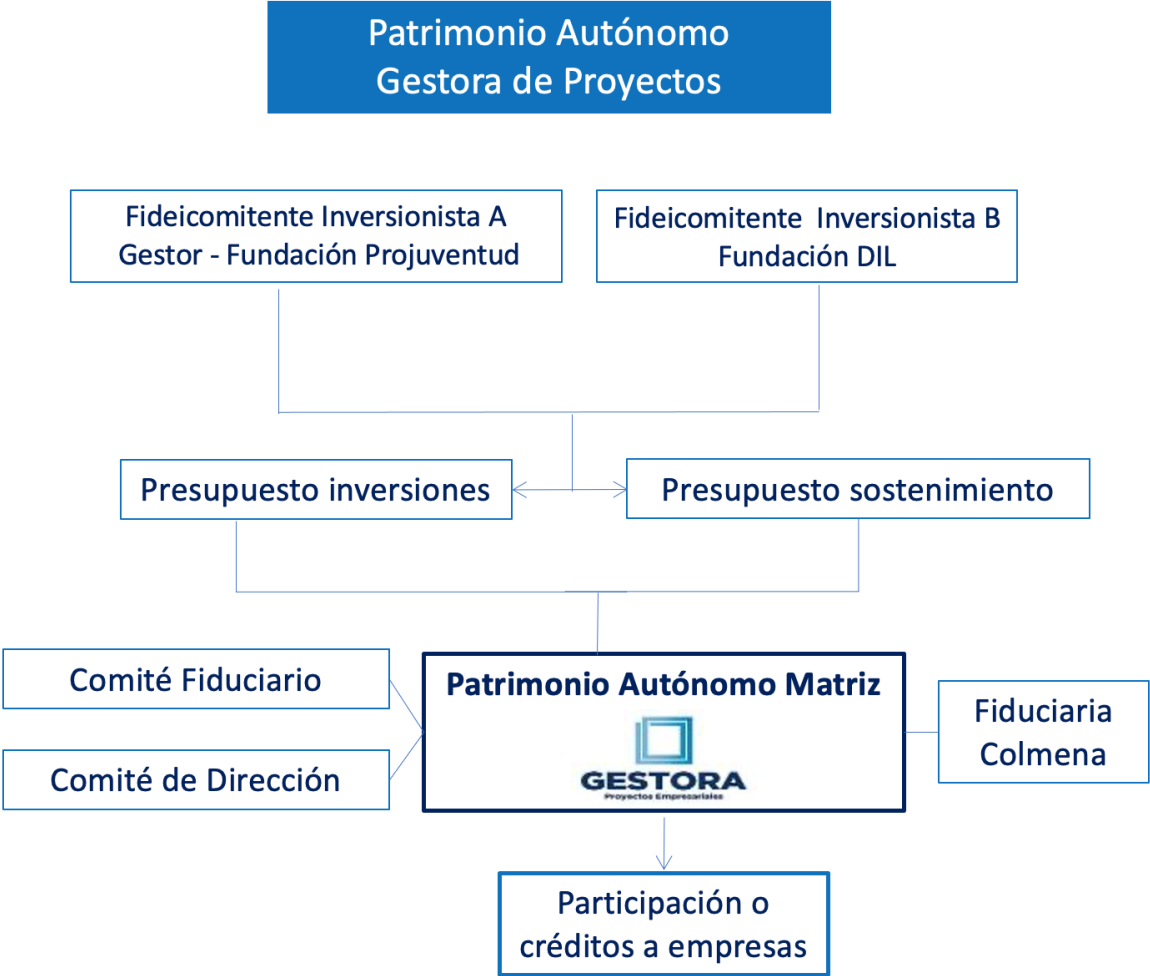 Patrimonio Autónomo
Gestora de Proyectos
Fideicomitente Inversionista A
Gestor - Fundación Projuventud
Fideicomitente Inversionista B
Fundación DIL
Presupuesto inversiones
Presupuesto sostenimiento
Comité Fiduciario
Comité de Dirección
Patrimonio Autónomo Matriz
GESTORA
Proyectos Empresariales
Fiduciaria
Colmena
Participación o
créditos a empresas